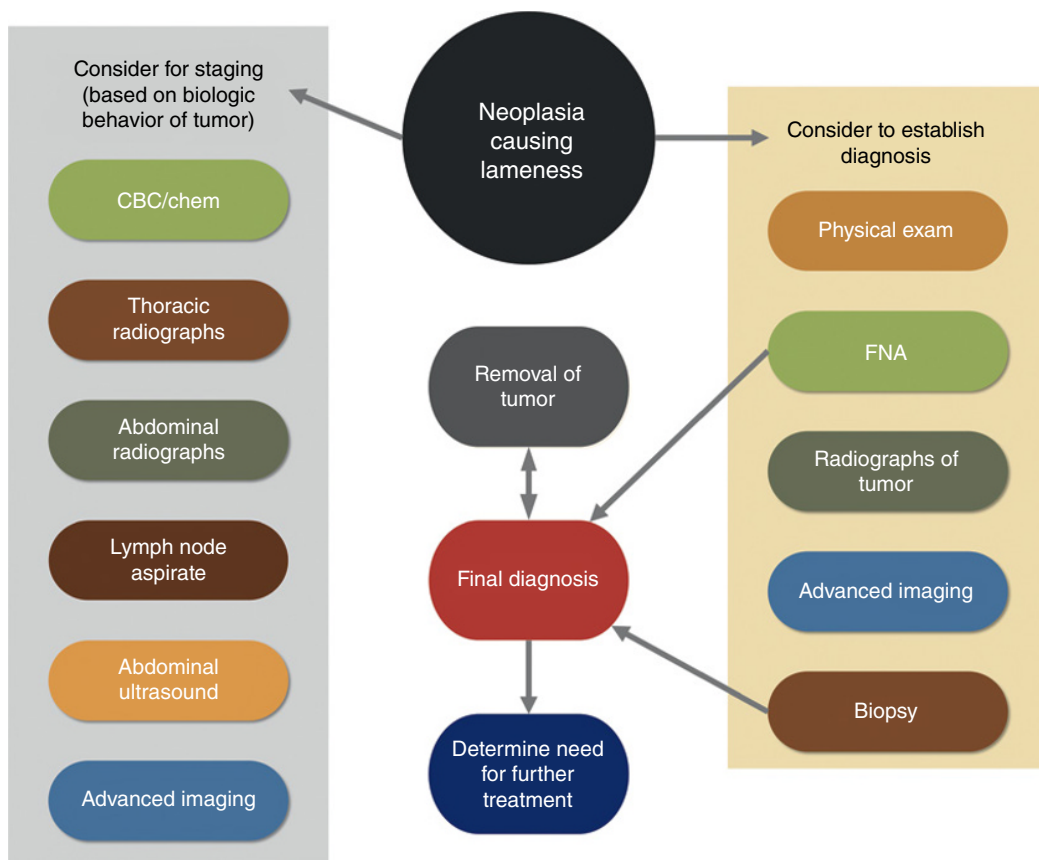 Consider for staging
(based on biologic
behavior of tumor)
CBC/chem
Thoracic
radiographs
Abdominal
radiographs
Lymph node
aspirate
Abdominal
ultrasound
Advanced imaging
Neoplasia
causing
lameness
Removal of
tumor
Final diagnosis
Determine need
for further
treatment
Consider to establish
diagnosis
Physical exam
FNA
Radiographs of
tumor
Advanced imaging
Biopsy